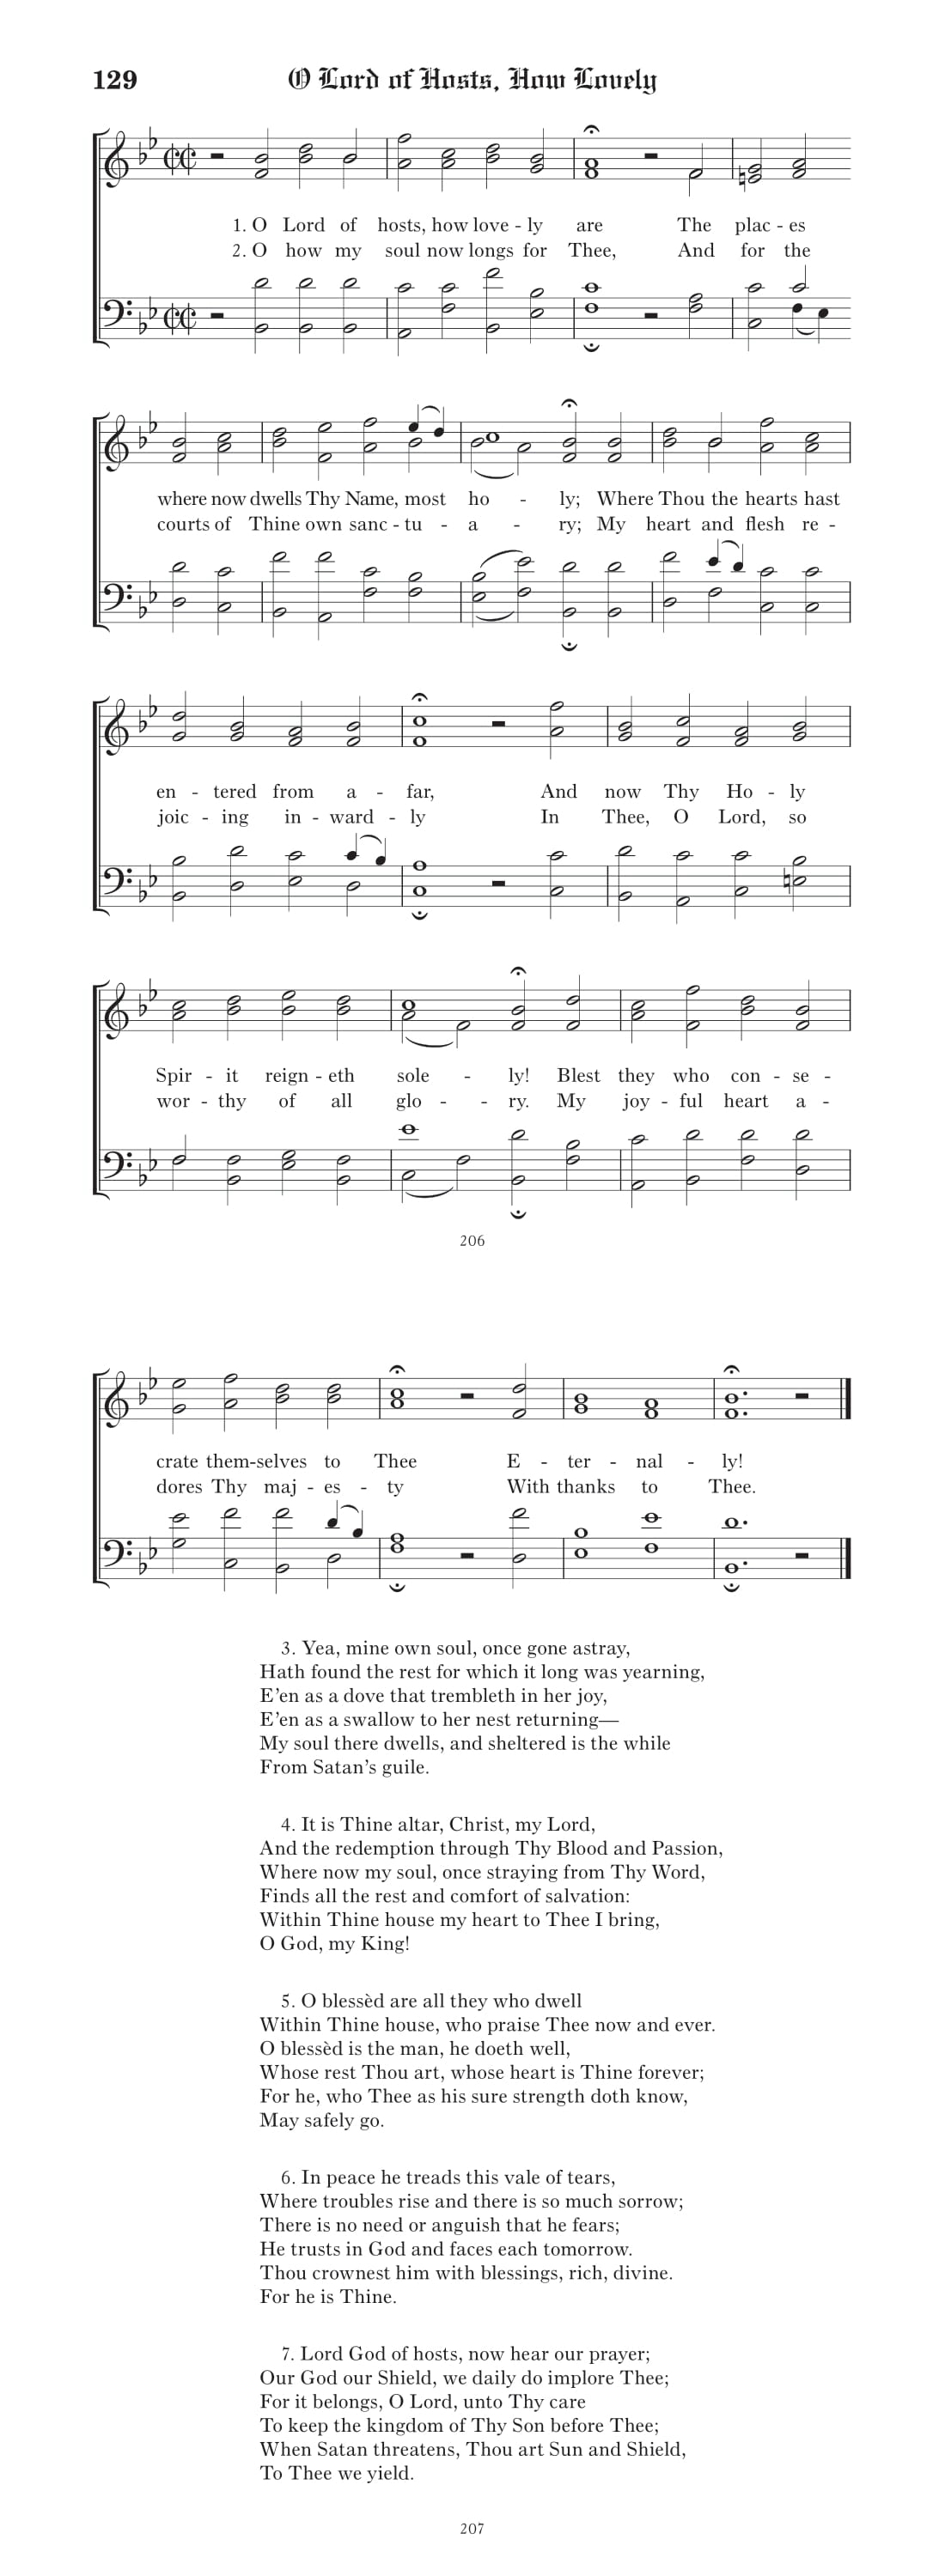 129 O Lord of Hosts, How Lovely
1. O Lord of hosts, how love - ly are The plac - es
2. O how my soul now longs for Thee, And for the
where now dwells Thy Name, most ho - ly; Where Thou the hearts hast
courts of Thine own sanc - tu - a - ry; My heart and flesh re -
en - tered from a - far, And now Thy Ho - ly
joic - ing in - ward - ly In Thee, O Lord, so
Spir - it reign - eth sole - ly! Blest they who con - se -
wor - thy of all glo - ry. My joy - ful heart a -
206
crate them-selves to Thee E - ter - nal - ly!
dores Thy maj - es - ty With thanks to Thee.
3. Yea, mine own soul, once gone astray,
Hath found the rest for which it long was yearning,
E’en as a dove that trembleth in her joy,
E’en as a swallow to her nest returning—
My soul there dwells, and sheltered is the while
From Satan’s guile.
4. It is Thine altar, Christ, my Lord,
And the redemption through Thy Blood and Passion,
Where now my soul, once straying from Thy Word,
Finds all the rest and comfort of salvation:
Within Thine house my heart to Thee I bring,
O God, my King!
5. O blessèd are all they who dwell
Within Thine house, who praise Thee now and ever.
O blessèd is the man, he doeth well,
Whose rest Thou art, whose heart is Thine forever;
For he, who Thee as his sure strength doth know,
May safely go.
6. In peace he treads this vale of tears,
Where troubles rise and there is so much sorrow;
There is no need or anguish that he fears;
He trusts in God and faces each tomorrow.
Thou crownest him with blessings, rich, divine.
For he is Thine.
7. Lord God of hosts, now hear our prayer;
Our God our Shield, we daily do implore Thee;
For it belongs, O Lord, unto Thy care
To keep the kingdom of Thy Son before Thee;
When Satan threatens, Thou art Sun and Shield,
To Thee we yield.
207